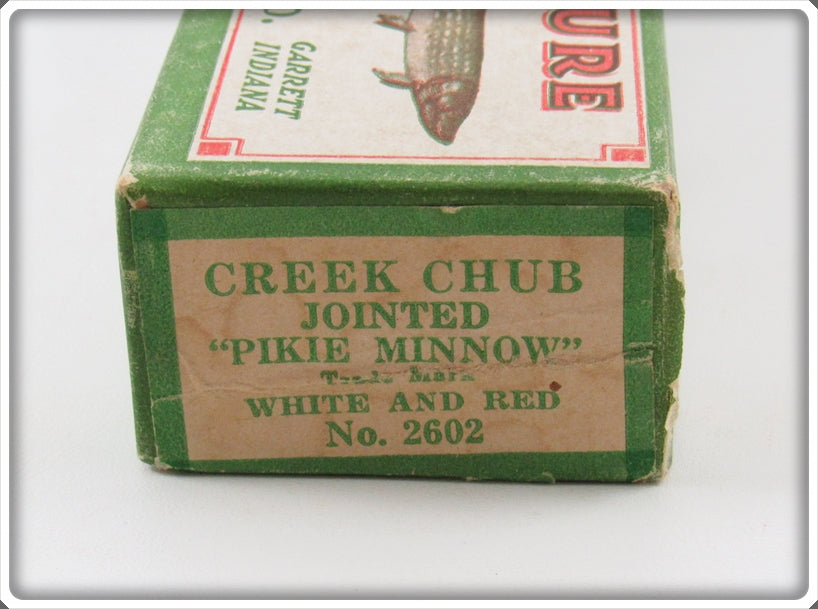 URE
GARRETT
INDIANA
CREEK CHUB
JOINTED
"PIKIE MINNOW"
Trade Mark
WHITE AND RED
No. 2602